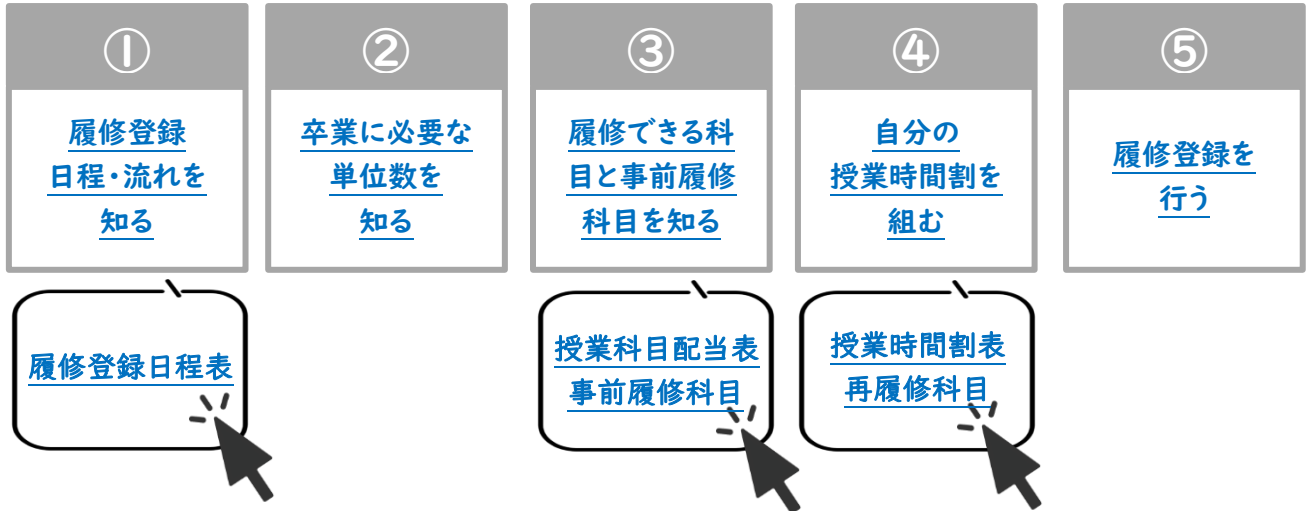 ①
履修登録
日程・流れを
知る
②
卒業に必要な
単位数を
知る
③
履修できる科
目と事前履修
科目を知る
④
自分の
授業時間割を
組む
⑤
履修登録を
行う
履修登録日程表
授業科目配当表
事前履修科目
授業時間割表
再履修科目